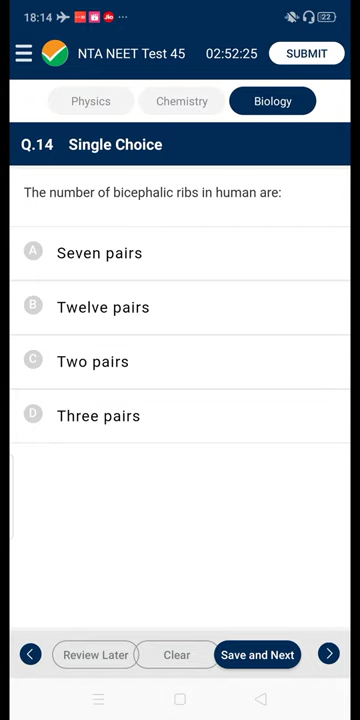 18:14 Jio ... 22
NTA NEET Test 45 02:52:25 SUBMIT
Physics Chemistry Biology
Q.14 Single Choice
The number of bicephalic ribs in human are:
A Seven pairs
B Twelve pairs
C Two pairs
D Three pairs
Review Later Clear Save and Next